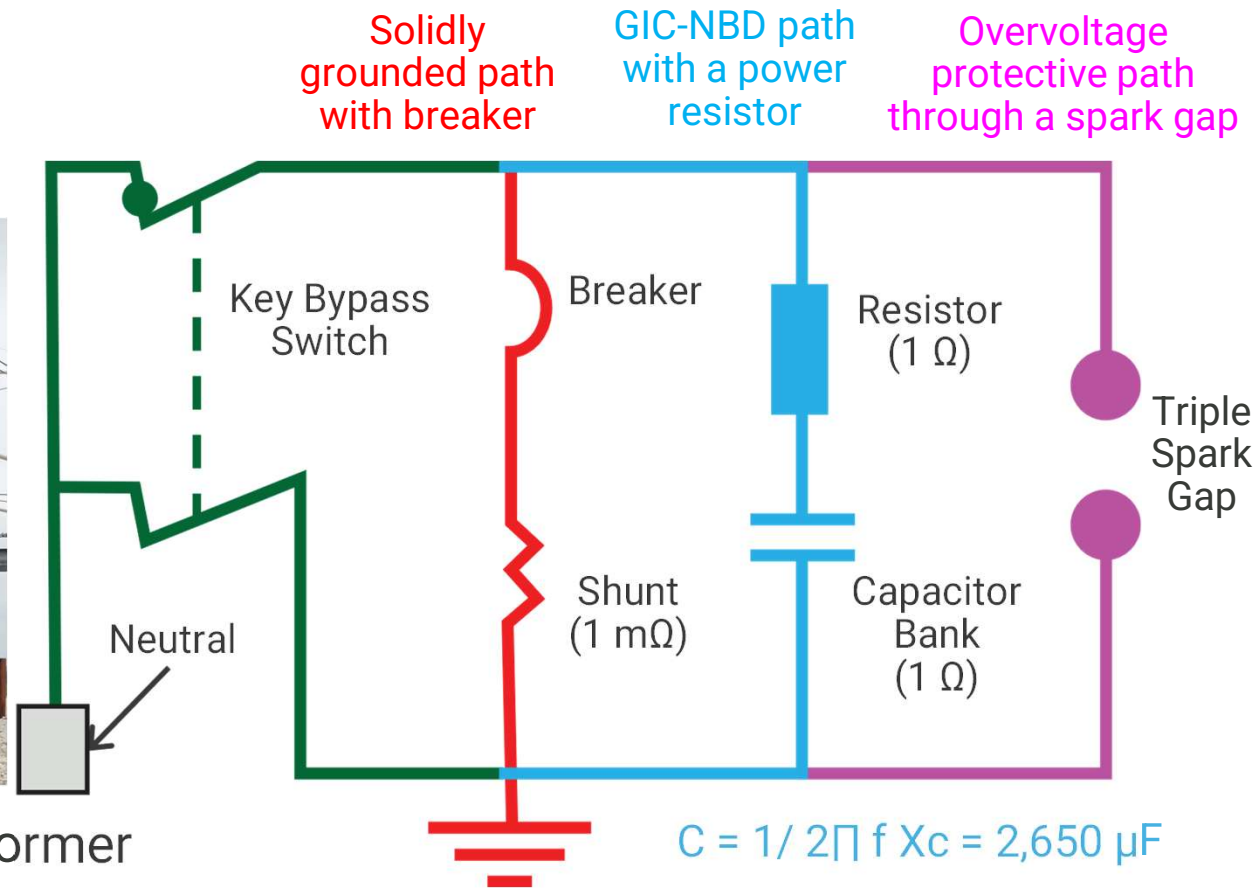 Solidly
grounded path
with breaker
GIC-NBD path
with a power
resistor
Overvoltage
protective path
through a spark gap
Key Bypass
Switch
Breaker
Resistor
(1 Ω)
Triple
Spark
Gap
Shunt
(1 mΩ)
Capacitor
Bank
(1 Ω)
Neutral
ormer
C = 1/ 2∏ f Xc = 2,650 µF